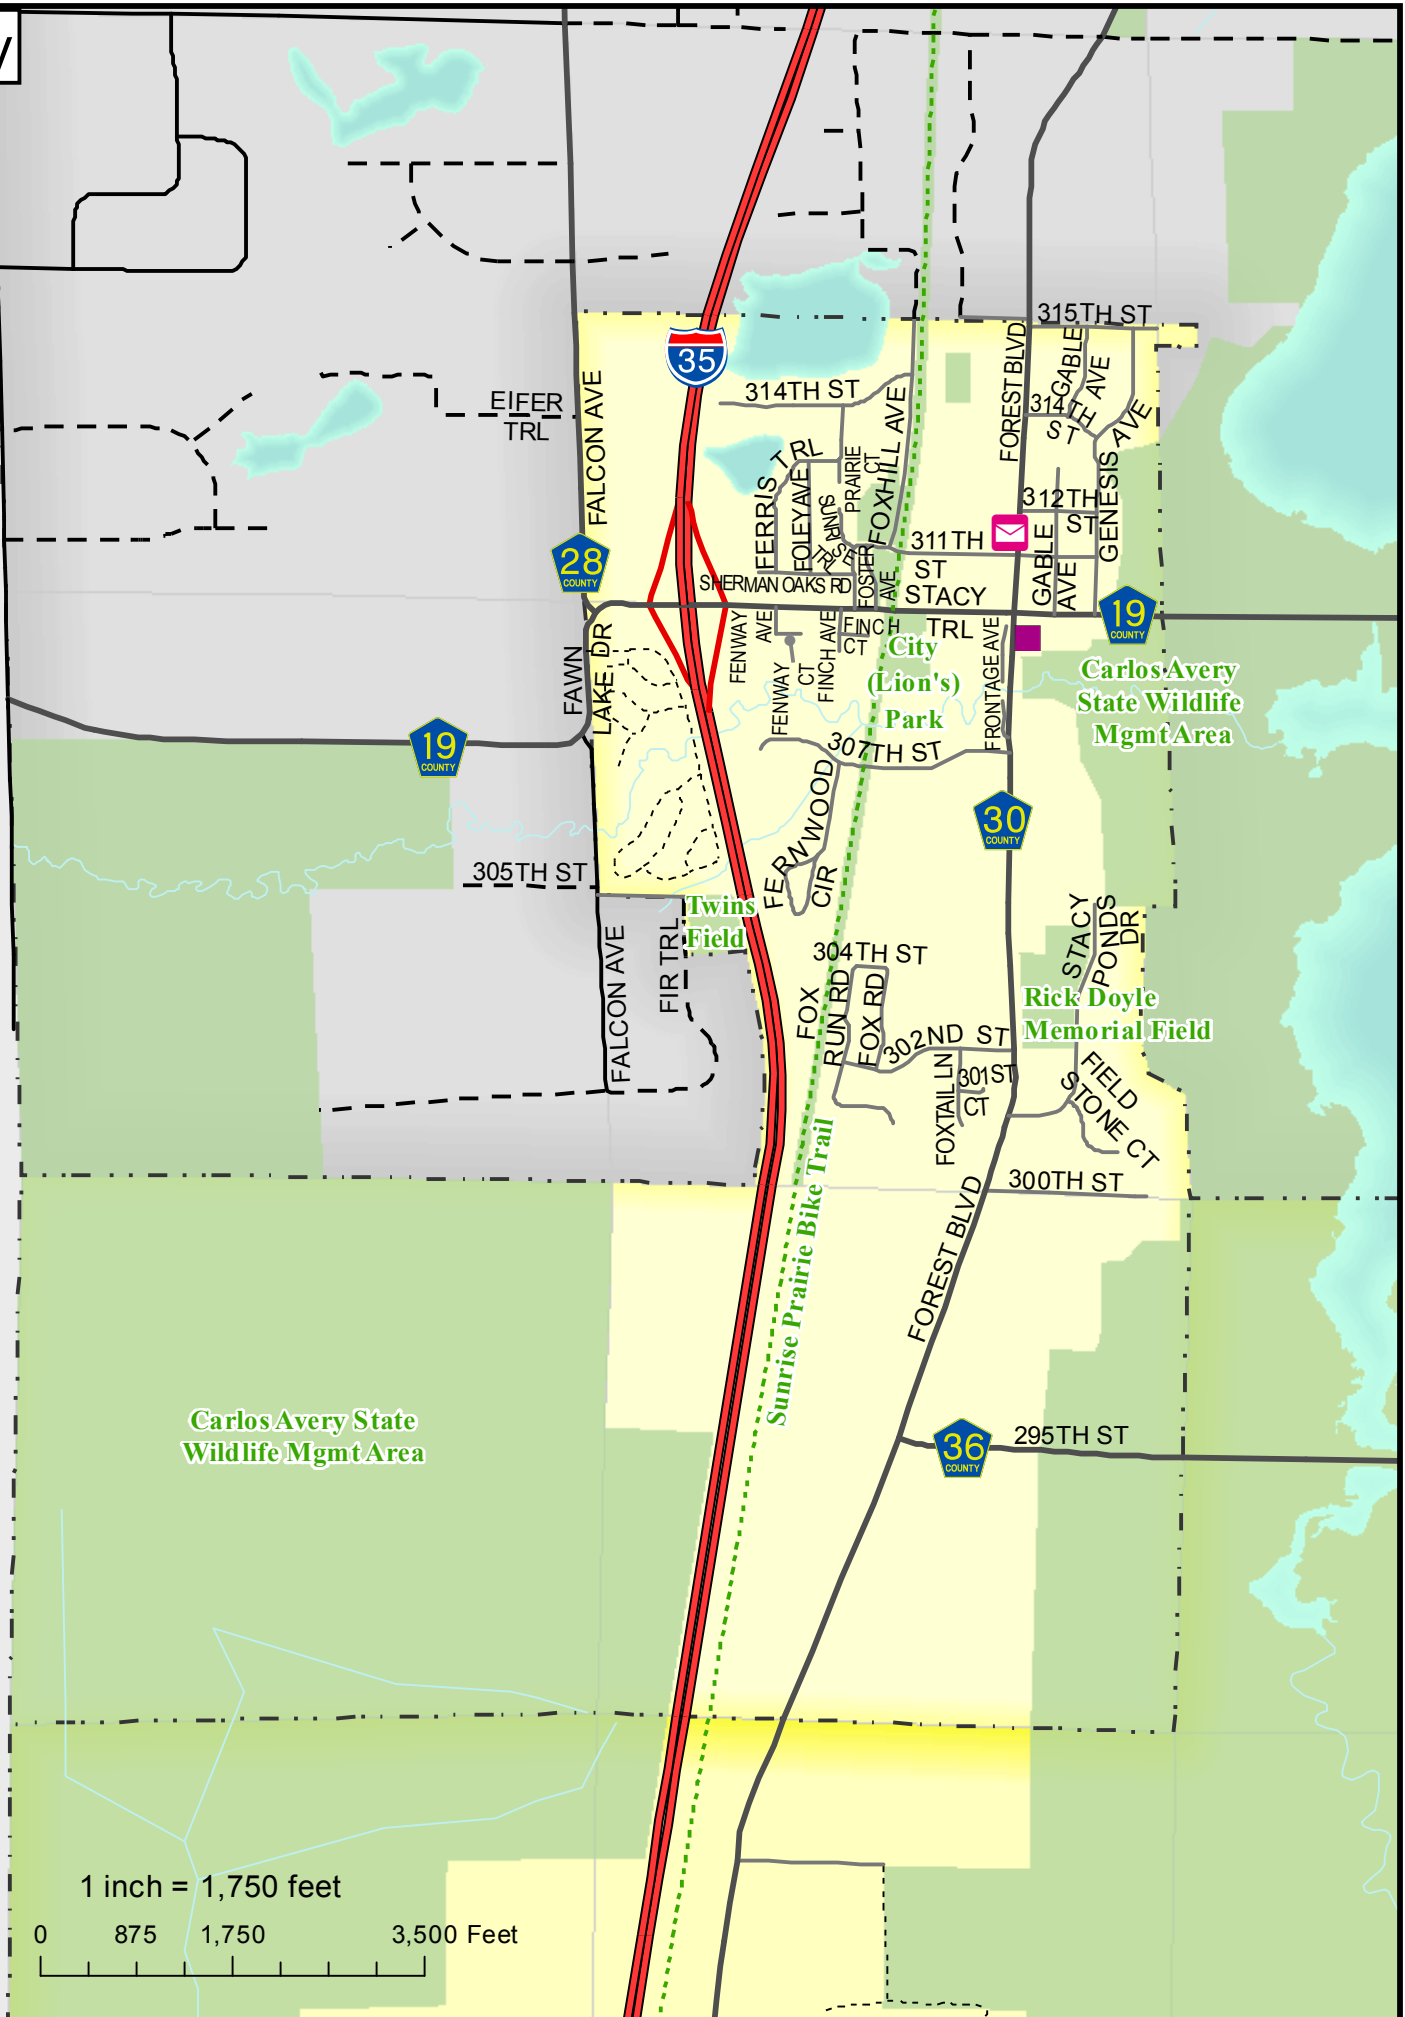 y
315TH ST
FOREST BLVD
GABLE
AVE
35
314TH ST
EIFER
TRL
FALCON AVE
314TH
ST
GENESIS AVE
FERRIS TRL
FOLEY AVE
SUNRISE
TRL
PRAIRIE
CT
FOXHILL AVE
312TH
ST
311TH
ST
GABLE
AVE
28
COUNTY
SHERMAN OAKS RD
FOSTER
AVE
STACY
TRL
19
COUNTY
FAWN
LAKE DR
FENWAY
AVE
FENWAY
CT
FINCH AVE
FINCH
CT
City
(Lion's)
Park
FRONTAGE AVE
Carlos Avery
State Wildlife
Mgmt Area
19
COUNTY
307TH ST
30
COUNTY
FERNWOOD
CIR
305TH ST
Twins
Field
FALCON AVE
FIR TRL
304TH ST
FOX
RUN RD
FOX RD
302ND ST
STACY
PONDS
DR
Rick Doyle
Memorial Field
FOXTAIL LN
301ST
CT
FIELD
STONE CT
300TH ST
Sunrise Prairie Bike Trail
FOREST BLVD
Carlos Avery State
Wildlife Mgmt Area
36
COUNTY
295TH ST
1 inch = 1,750 feet
0 875 1,750 3,500 Feet